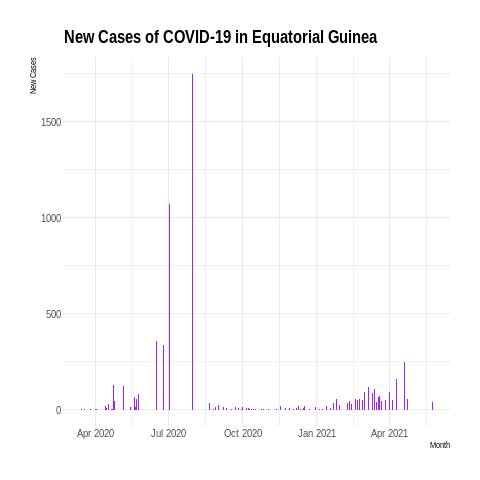 New Cases of COVID-19 in Equatorial Guinea
New Cases
1500
1000
500
0
Apr 2020 Jul 2020 Oct 2020 Jan 2021 Apr 2021
Month